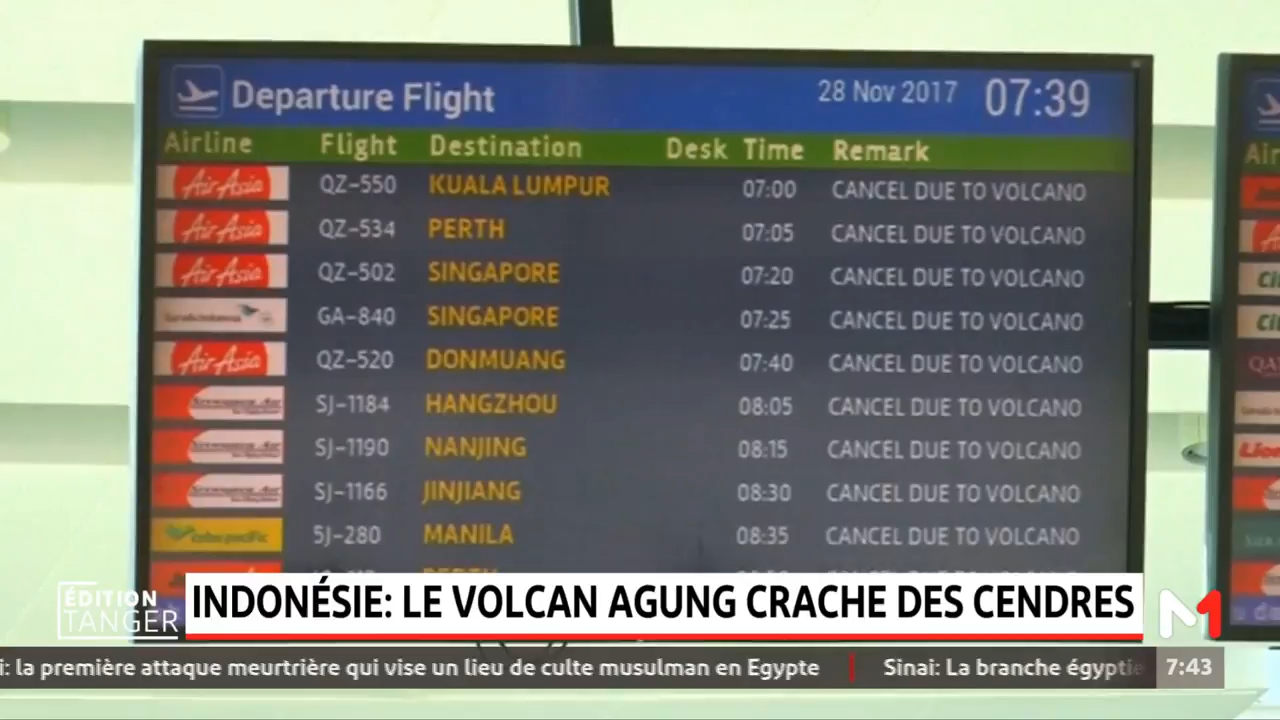 Departure Flight 28 Nov 2017 07:39
Airline Flight Destination Desk Time Remark
AirAsia QZ-550 KUALA LUMPUR 07:00 CANCEL DUE TO VOLCANO
AirAsia QZ-534 PERTH 07:05 CANCEL DUE TO VOLCANO
AirAsia QZ-502 SINGAPORE 07:20 CANCEL DUE TO VOLCANO
GA-840 SINGAPORE 07:25 CANCEL DUE TO VOLCANO
AirAsia QZ-520 DONMUANG 07:40 CANCEL DUE TO VOLCANO
SJ-1184 HANGZHOU 08:05 CANCEL DUE TO VOLCANO
SJ-1190 NANJING 08:15 CANCEL DUE TO VOLCANO
SJ-1166 JINJIANG 08:30 CANCEL DUE TO VOLCANO
cebu pacific 5J-280 MANILA 08:35 CANCEL DUE TO VOLCANO
Air
ÉDITION
TANGER
INDONÉSIE: LE VOLCAN AGUNG CRACHE DES CENDRES
M1
i: la première attaque meurtrière qui vise un lieu de culte musulman en Egypte | Sinai: La branche égyptie 7:43